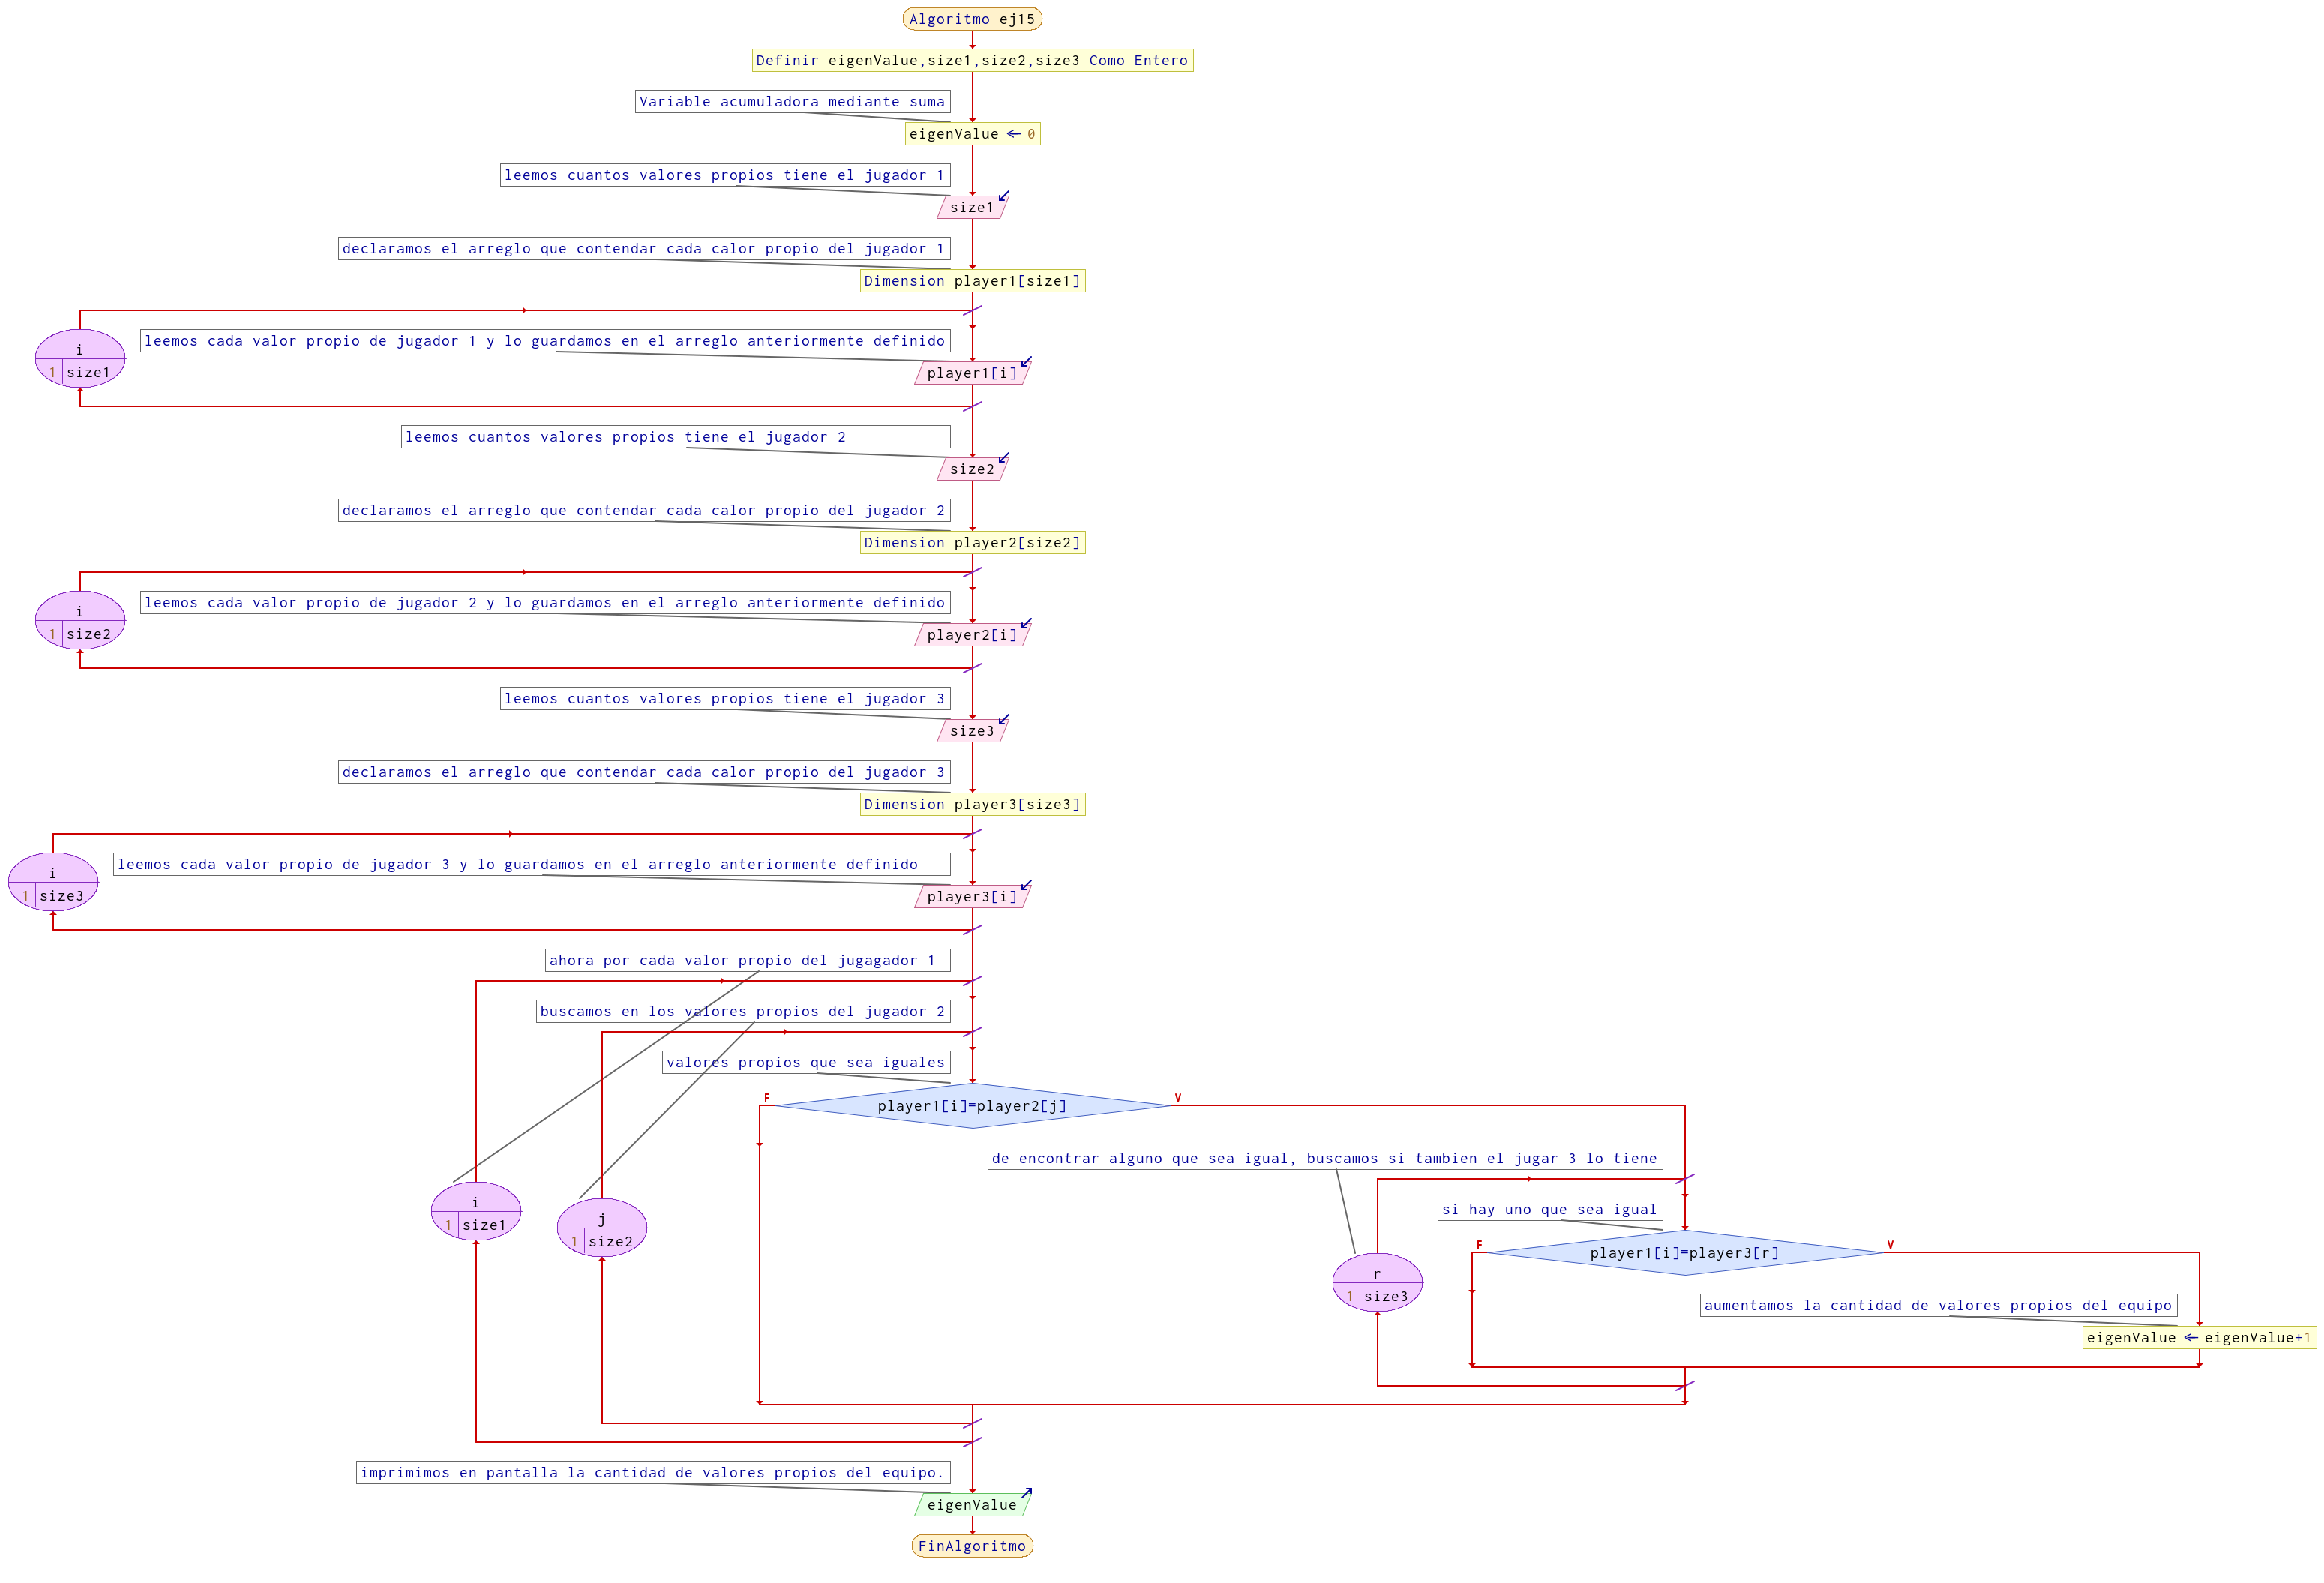 Algoritmo ej15
Definir eigenValue,size1,size2,size3 Como Entero
Variable acumuladora mediante suma
eigenValue ← 0
leemos cuantos valores propios tiene el jugador 1
size1
declaramos el arreglo que contendar cada calor propio del jugador 1
Dimension player1[size1]
leemos cada valor propio de jugador 1 y lo guardamos en el arreglo anteriormente definido
i
1 size1
player1[i]
leemos cuantos valores propios tiene el jugador 2
size2
declaramos el arreglo que contendar cada calor propio del jugador 2
Dimension player2[size2]
leemos cada valor propio de jugador 2 y lo guardamos en el arreglo anteriormente definido
i
1 size2
player2[i]
leemos cuantos valores propios tiene el jugador 3
size3
declaramos el arreglo que contendar cada calor propio del jugador 3
Dimension player3[size3]
leemos cada valor propio de jugador 3 y lo guardamos en el arreglo anteriormente definido
i
1 size3
player3[i]
ahora por cada valor propio del jugagador 1
buscamos en los valores propios del jugador 2
valores propios que sea iguales
F
player1[i]=player2[j]
V
de encontrar alguno que sea igual, buscamos si tambien el jugar 3 lo tiene
i
1 size1
j
1 size2
si hay uno que sea igual
F
player1[i]=player3[r]
V
r
1 size3
aumentamos la cantidad de valores propios del equipo
eigenValue ← eigenValue+1
imprimimos en pantalla la cantidad de valores propios del equipo.
eigenValue
FinAlgoritmo